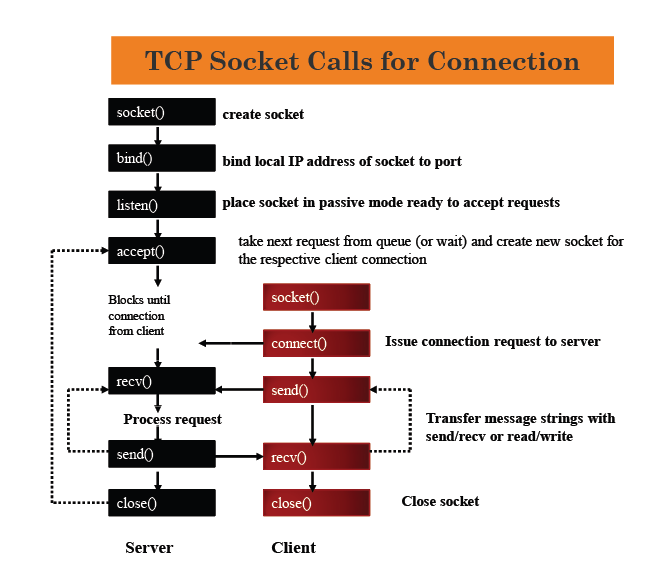 TCP Socket Calls for Connection
socket()
create socket
bind()
bind local IP address of socket to port
listen()
place socket in passive mode ready to accept requests
accept()
take next request from queue (or wait) and create new socket for
the respective client connection
Blocks until
connection
from client
socket()
connect()
Issue connection request to server
recv()
send()
Process request
Transfer message strings with
send/recv or read/write
send()
recv()
close()
close()
Close socket
Server
Client